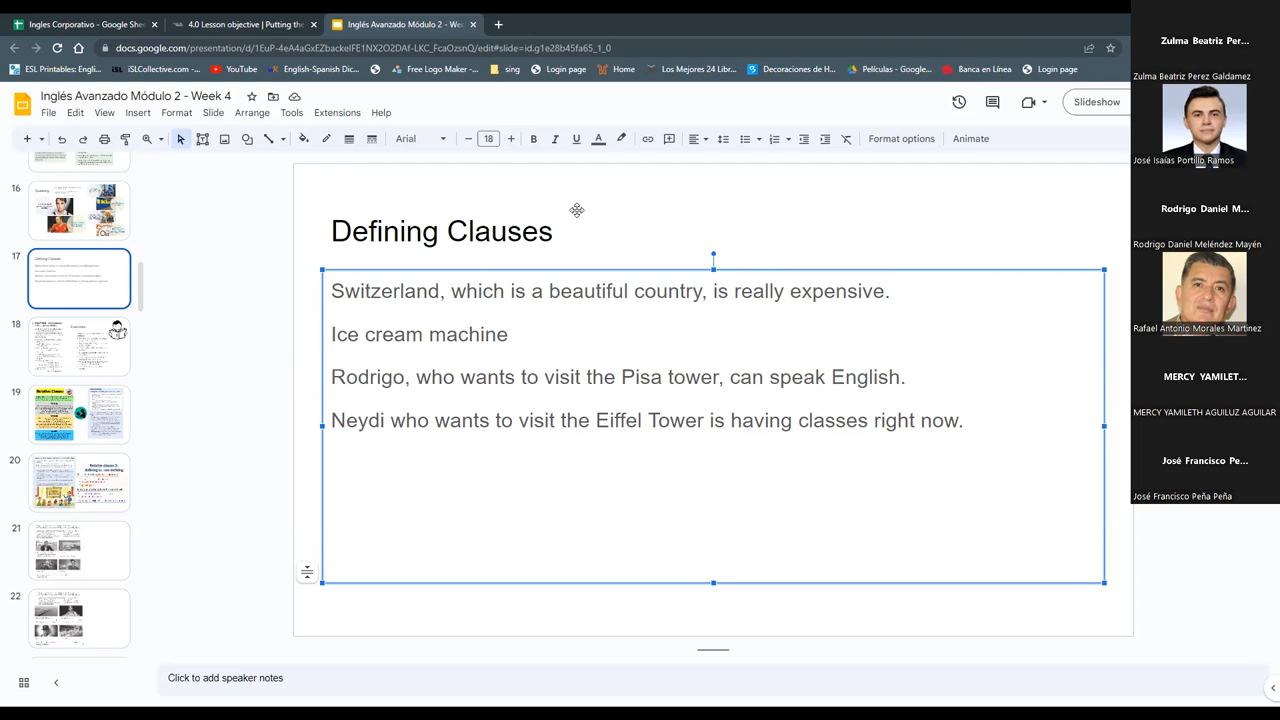 Ingles Corporativo - Google She
4.0 Lesson objective | Putting the
Inglés Avanzado Módulo 2 - We
docs.google.com/presentation/d/1EuP-4eA4aGxEZbackeIFE1NX2O2DAf-LKC_FcaOzsnQ/edit#slide=id.g1e28b45fa65_1_0
ESL Printables: Engli...
iSLCollective.com -...
YouTube
English-Spanish Dic...
Login page
Free Logo Maker -...
sing
Login page
Home
Los Mejores 24 Libr...
Decoraciones de H...
Películas - Google...
Banca en Línea
Login page
Inglés Avanzado Módulo 2 - Week 4
File Edit View Insert Format Slide Arrange Tools Extensions Help
Slideshow
Arial
18
Format options
Animate
16
17
18
19
20
21
22
Defining Clauses
Switzerland, which is a beautiful country, is really expensive.
Ice cream machine
Rodrigo, who wants to visit the Pisa tower, can speak English.
the Eiffel Tower is having classes right now.
Click to add speaker notes
Zulma Beatriz Per...
Zulma Beatriz Perez Galdamez
José Isaías Portillo Ramos
Rodrigo Daniel M...
Rodrigo Daniel Meléndez Mayén
Rafael Antonio Morales Martinez
MERCY YAMILET...
MERCY YAMILETH AGUILUZ AGUILAR
José Francisco Pe...
José Francisco Peña Peña